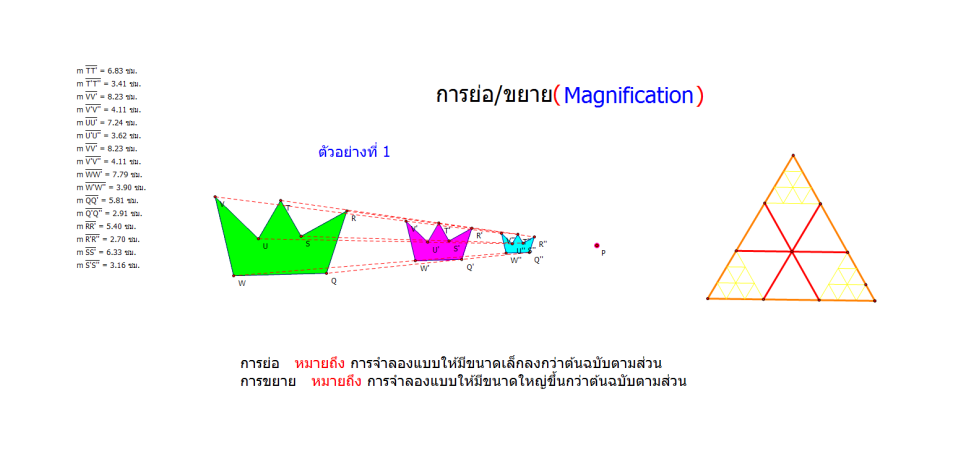 การย่อ/ขยาย(Magnification)
m TT' = 6.83 ซม.
m T'T" = 3.41 ซม.
m VV' = 8.23 ซม.
m V'V" = 4.11 ซม.
m UU' = 7.24 ซม.
m U'U" = 3.62 ซม.
m VV' = 8.23 ซม.
m V'V" = 4.11 ซม.
m WW' = 7.79 ซม.
m W'W" = 3.90 ซม.
m QQ' = 5.81 ซม.
m Q'Q" = 2.91 ซม.
m RR' = 5.40 ซม.
m R'R" = 2.70 ซม.
m SS' = 6.33 ซม.
m S'S" = 3.16 ซม.
ตัวอย่างที่ 1
V T R U S W Q
V' T' R' U' S' W' Q'
R" U" S" W" Q"
P
การย่อ หมายถึง การจำลองแบบให้มีขนาดเล็กลงกว่าต้นฉบับตามส่วน
การขยาย หมายถึง การจำลองแบบให้มีขนาดใหญ่ขึ้นกว่าต้นฉบับตามส่วน